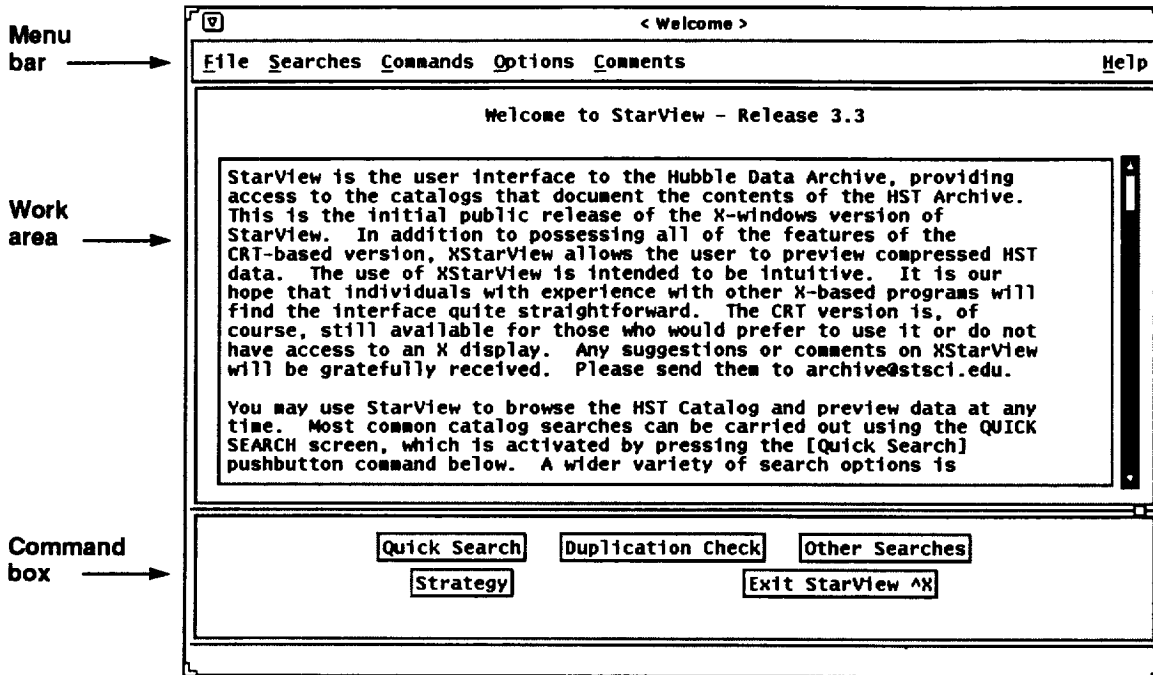 < Welcome >
Menu
bar
File Searches Commands Options Comments Help
Welcome to StarView - Release 3.3
Work
area
StarView is the user interface to the Hubble Data Archive, providing
access to the catalogs that document the contents of the HST Archive.
This is the initial public release of the X-windows version of
StarView.  In addition to possessing all of the features of the
CRT-based version, XStarView allows the user to preview compressed HST
data.  The use of XStarView is intended to be intuitive.  It is our
hope that individuals with experience with other X-based programs will
find the interface quite straightforward.  The CRT version is, of
course, still available for those who would prefer to use it or do not
have access to an X display.  Any suggestions or comments on XStarView
will be gratefully received.  Please send them to archive@stsci.edu.
You may use StarView to browse the HST Catalog and preview data at any
time.  Most common catalog searches can be carried out using the QUICK
SEARCH screen, which is activated by pressing the [Quick Search]
pushbutton command below.  A wider variety of search options is
Command
box
Quick Search Duplication Check Other Searches
Strategy Exit StarView ^X